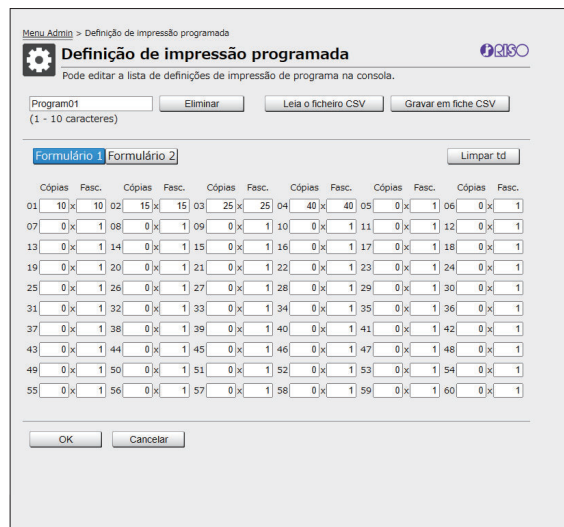 Menu Admin > Definição de impressão programada
Definição de impressão programada
RISO
Pode editar a lista de definições de impressão de programa na consola.
Program01 Eliminar Leia o ficheiro CSV Gravar em fiche CSV
(1 - 10 caracteres)
Formulário 1 Formulário 2 Limpar td
Cópias Fasc. Cópias Fasc. Cópias Fasc. Cópias Fasc. Cópias Fasc. Cópias Fasc.
01 10 x 10 02 15 x 15 03 25 x 25 04 40 x 40 05 0 x 1 06 0 x 1
07 0 x 1 08 0 x 1 09 0 x 1 10 0 x 1 11 0 x 1 12 0 x 1
13 0 x 1 14 0 x 1 15 0 x 1 16 0 x 1 17 0 x 1 18 0 x 1
19 0 x 1 20 0 x 1 21 0 x 1 22 0 x 1 23 0 x 1 24 0 x 1
25 0 x 1 26 0 x 1 27 0 x 1 28 0 x 1 29 0 x 1 30 0 x 1
31 0 x 1 32 0 x 1 33 0 x 1 34 0 x 1 35 0 x 1 36 0 x 1
37 0 x 1 38 0 x 1 39 0 x 1 40 0 x 1 41 0 x 1 42 0 x 1
43 0 x 1 44 0 x 1 45 0 x 1 46 0 x 1 47 0 x 1 48 0 x 1
49 0 x 1 50 0 x 1 51 0 x 1 52 0 x 1 53 0 x 1 54 0 x 1
55 0 x 1 56 0 x 1 57 0 x 1 58 0 x 1 59 0 x 1 60 0 x 1
OK Cancelar